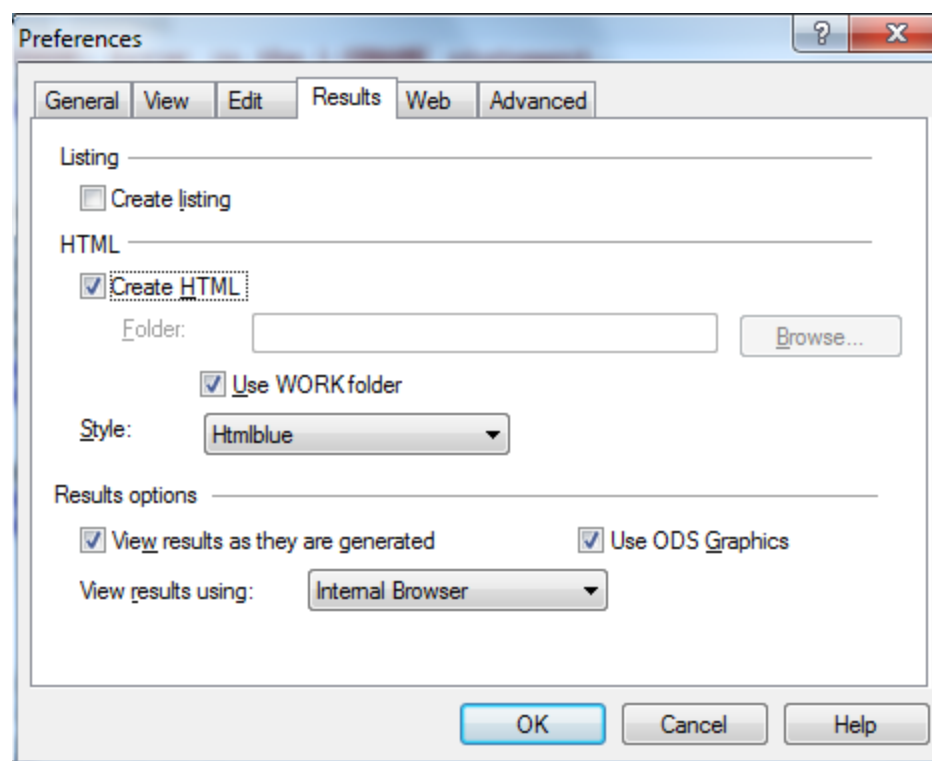 Preferences
General View Edit Results Web Advanced
Listing
Create listing
HTML
Create HTML
Folder: Browse...
Use WORK folder
Style: Htmlblue
Results options
View results as they are generated Use ODS Graphics
View results using: Internal Browser
OK Cancel Help